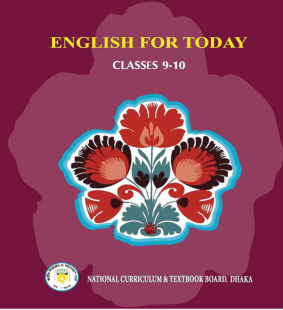 ENGLISH FOR TODAY
CLASSES 9-10
NATIONAL CURRICULUM & TEXTBOOK BOARD, DHAKA